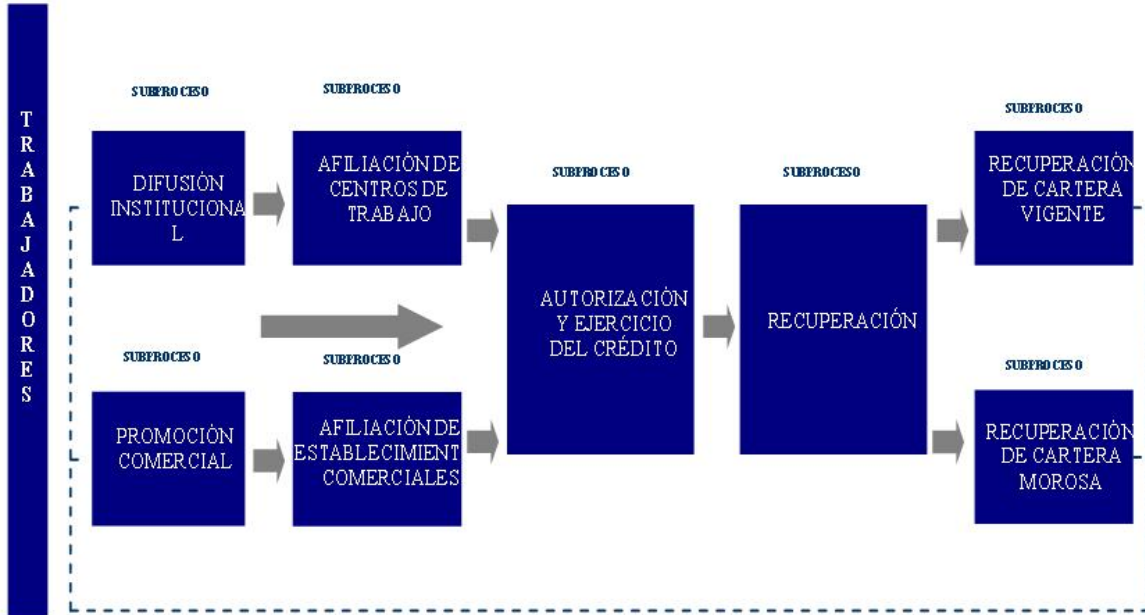 TRABAJADORES
SUBPROCESO
DIFUSIÓN
INSTITUCIONA
L
SUBPROCESO
AFILIACIÓN DE
CENTROS DE
TRABAJO
SUBPROCESO
PROMOCIÓN
COMERCIAL
SUBPROCESO
AFILIACIÓN DE
ESTABLECIMIENT
COMERCIALES
SUBPROCESO
AUTORIZACIÓN
Y EJERCICIO
DEL CRÉDITO
SUBPROCESO
RECUPERACIÓN
SUBPROCESO
RECUPERACIÓN
DE CARTERA
VIGENTE
SUBPROCESO
RECUPERACIÓN
DE CARTERA
MOROSA